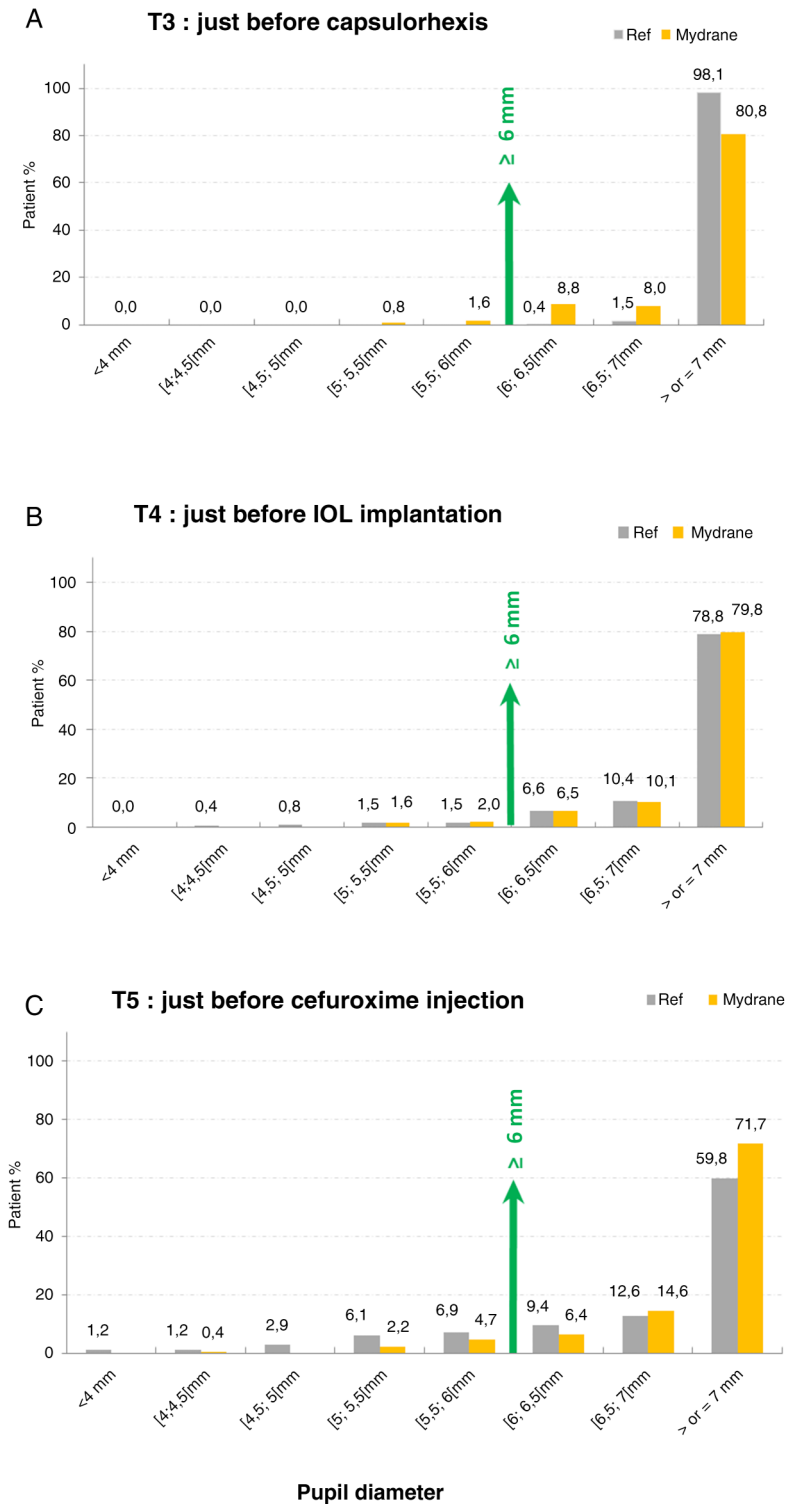 A
T3 : just before capsulorhexis
Ref Mydrane
Patient %
100
80
60
40
20
0
≥ 6 mm
0,0 0,0 0,0 0,8 1,6 0,4 8,8 1,5 8,0 98,1 80,8
<4 mm [4;4,5[mm [4,5; 5[mm [5; 5,5[mm [5,5; 6[mm [6; 6,5[mm [6,5; 7[mm > or = 7 mm
B
T4 : just before IOL implantation
Ref Mydrane
Patient %
100
80
60
40
20
0
≥ 6 mm
0,0 0,4 0,8 1,5 1,6 1,5 2,0 6,6 6,5 10,4 10,1 78,8 79,8
<4 mm [4;4,5[mm [4,5; 5[mm [5; 5,5[mm [5,5; 6[mm [6; 6,5[mm [6,5; 7[mm > or = 7 mm
C
T5 : just before cefuroxime injection
Ref Mydrane
Patient %
100
80
60
40
20
0
≥ 6 mm
1,2 1,2 0,4 2,9 6,1 2,2 6,9 4,7 9,4 6,4 12,6 14,6 59,8 71,7
<4 mm [4;4,5[mm [4,5; 5[mm [5; 5,5[mm [5,5; 6[mm [6; 6,5[mm [6,5; 7[mm > or = 7 mm
Pupil diameter